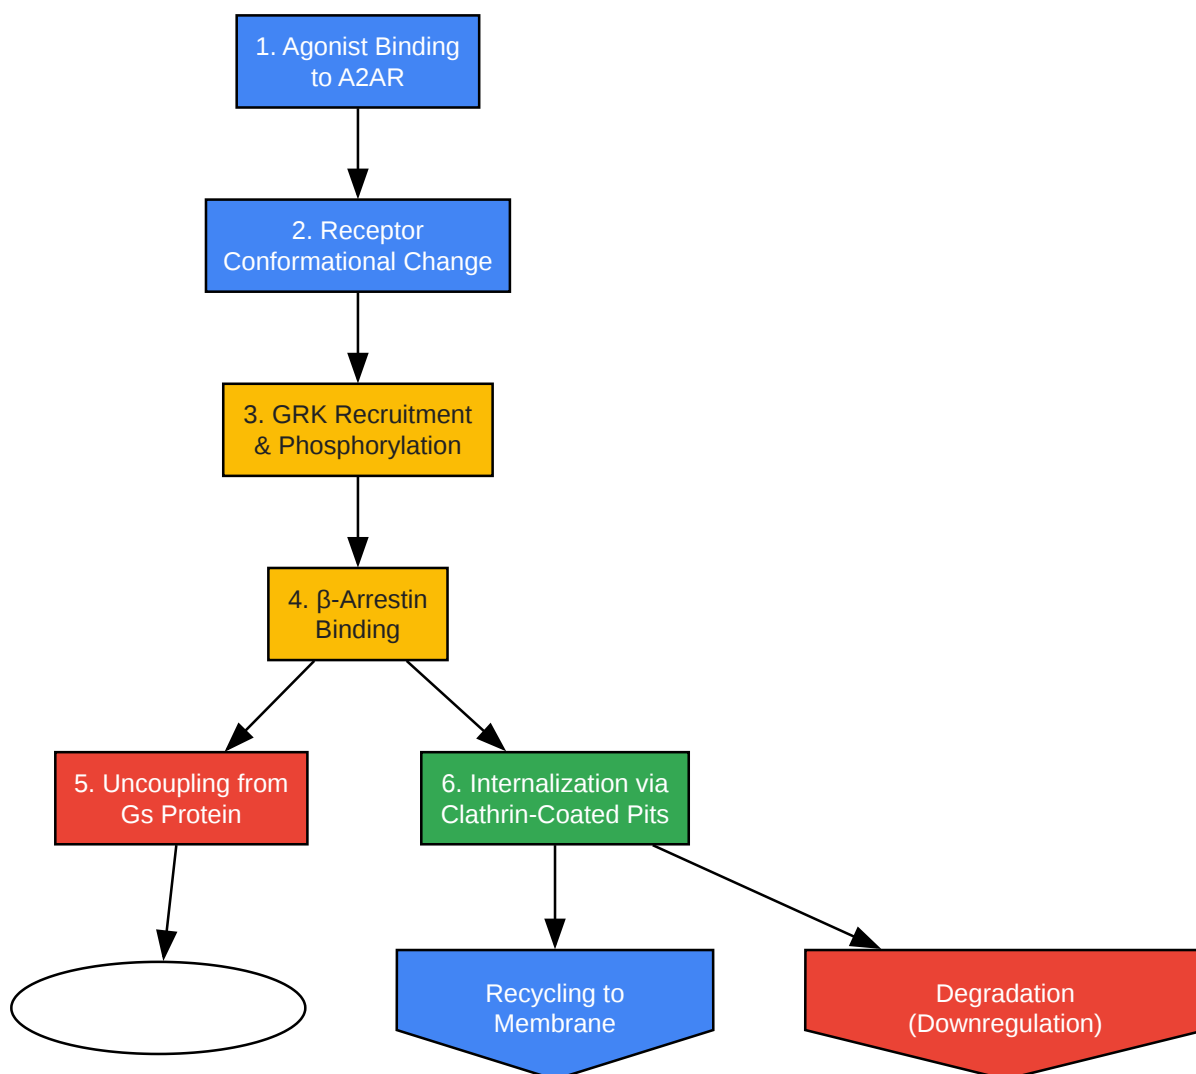 1. Agonist Binding
to A2AR
2. Receptor
Conformational Change
3. GRK Recruitment
& Phosphorylation
4. β-Arrestin
Binding
5. Uncoupling from
Gs Protein
6. Internalization via
Clathrin-Coated Pits
Recycling to
Membrane
Degradation
(Downregulation)